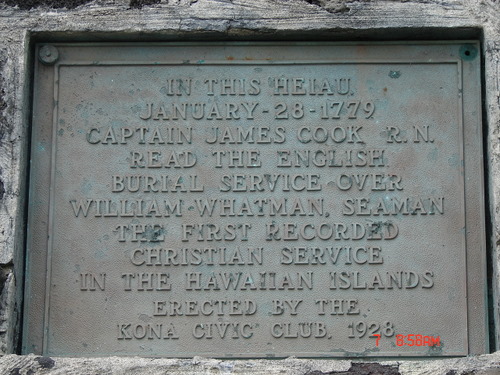 IN THIS HEIAU,
JANUARY-28-1779
CAPTAIN JAMES COOK R.N.
READ THE ENGLISH
BURIAL SERVICE OVER
WILLIAM WHATMAN, SEAMAN
THE FIRST RECORDED
CHRISTIAN SERVICE
IN THE HAWAIIAN ISLANDS
ERECTED BY THE
KONA CIVIC CLUB, 1928
7 8:58AM